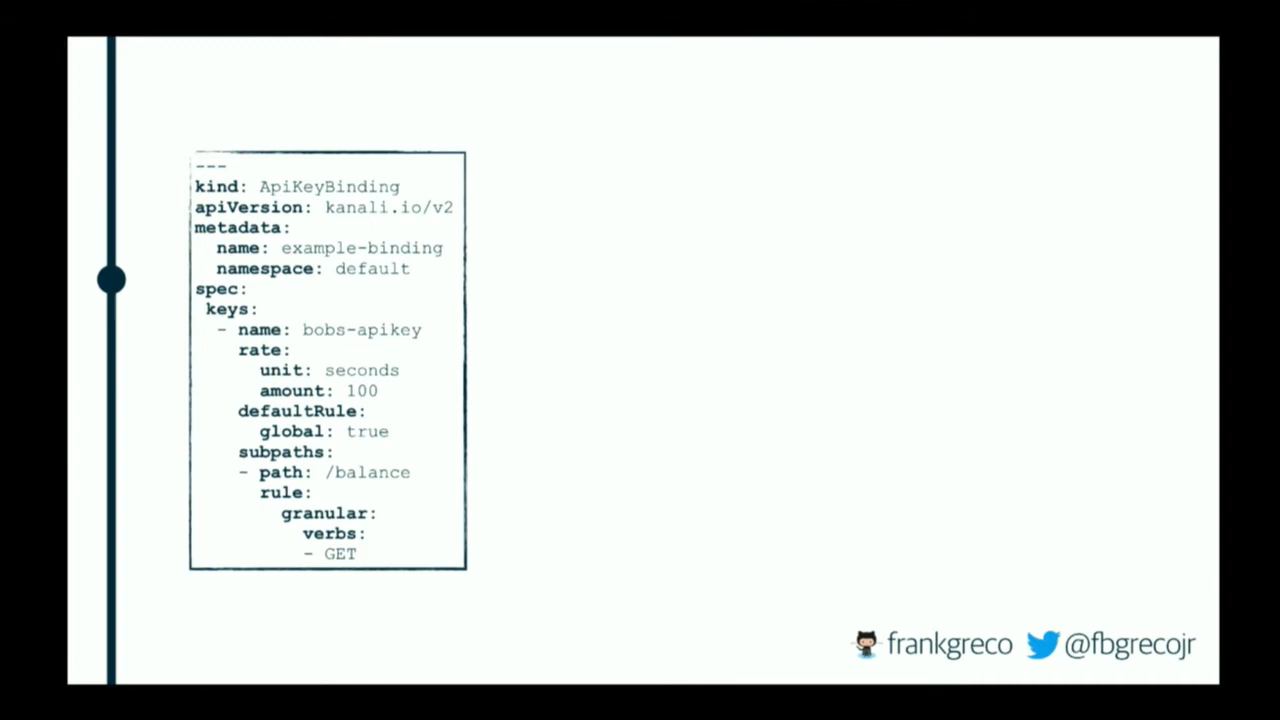 ---
kind: ApiKeyBinding
apiVersion: kanali.io/v2
metadata:
  name: example-binding
  namespace: default
spec:
 keys:
  - name: bobs-apikey
    rate:
      unit: seconds
      amount: 100
    defaultRule:
      global: true
    subpaths:
    - path: /balance
      rule:
        granular:
          verbs:
          - GET
frankgreco @fbgrecojr